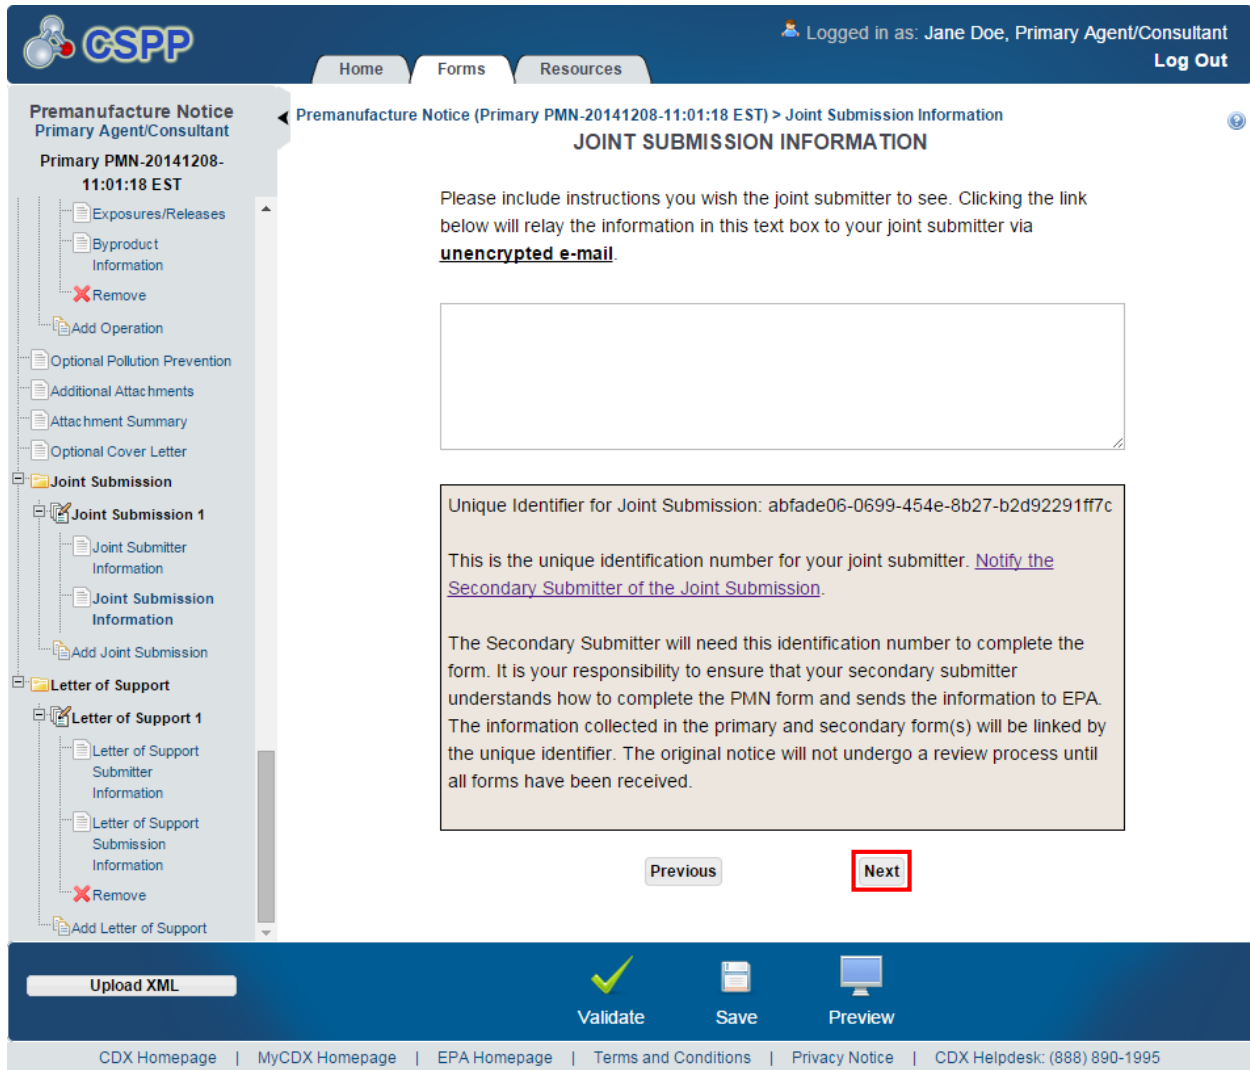 CSPP
Logged in as: Jane Doe, Primary Agent/Consultant
Log Out
Home
Forms
Resources
Premanufacture Notice
Primary Agent/Consultant
Primary PMN-20141208-
11:01:18 EST
Exposures/Releases
Byproduct
Information
Remove
Add Operation
Optional Pollution Prevention
Additional Attachments
Attachment Summary
Optional Cover Letter
Joint Submission
Joint Submission 1
Joint Submitter
Information
Joint Submission
Information
Add Joint Submission
Letter of Support
Letter of Support 1
Letter of Support
Submitter
Information
Letter of Support
Submission
Information
Remove
Add Letter of Support
Premanufacture Notice (Primary PMN-20141208-11:01:18 EST) > Joint Submission Information
JOINT SUBMISSION INFORMATION
Please include instructions you wish the joint submitter to see. Clicking the link
below will relay the information in this text box to your joint submitter via
unencrypted e-mail.
Unique Identifier for Joint Submission: abfade06-0699-454e-8b27-b2d92291ff7c
This is the unique identification number for your joint submitter. Notify the
Secondary Submitter of the Joint Submission.
The Secondary Submitter will need this identification number to complete the
form. It is your responsibility to ensure that your secondary submitter
understands how to complete the PMN form and sends the information to EPA.
The information collected in the primary and secondary form(s) will be linked by
the unique identifier. The original notice will not undergo a review process until
all forms have been received.
Previous
Next
Upload XML
Validate
Save
Preview
CDX Homepage | MyCDX Homepage | EPA Homepage | Terms and Conditions | Privacy Notice | CDX Helpdesk: (888) 890-1995